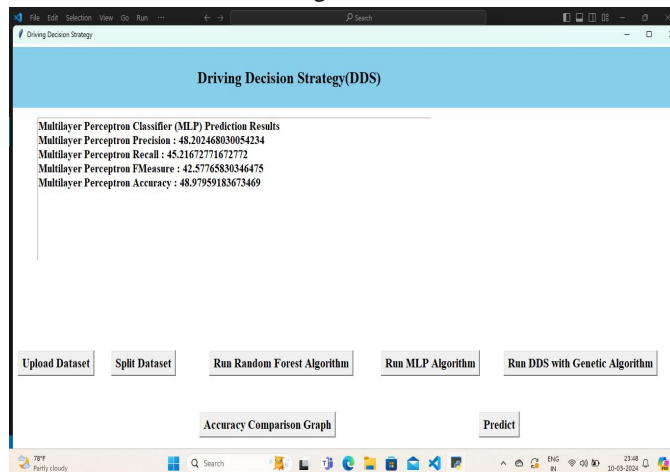 File Edit Selection View Go Run ... Search
Driving Decision Strategy
Driving Decision Strategy(DDS)
Multilayer Perceptron Classifier (MLP) Prediction Results
Multilayer Perceptron Precision : 48.202468030054234
Multilayer Perceptron Recall : 45.21672771672772
Multilayer Perceptron FMeasure : 42.57765830346475
Multilayer Perceptron Accuracy : 48.97959183673469
Upload Dataset Split Dataset Run Random Forest Algorithm Run MLP Algorithm Run DDS with Genetic Algorithm
Accuracy Comparison Graph Predict
78°F Search ENG 23:48
Partly cloudy IN 10-03-2024